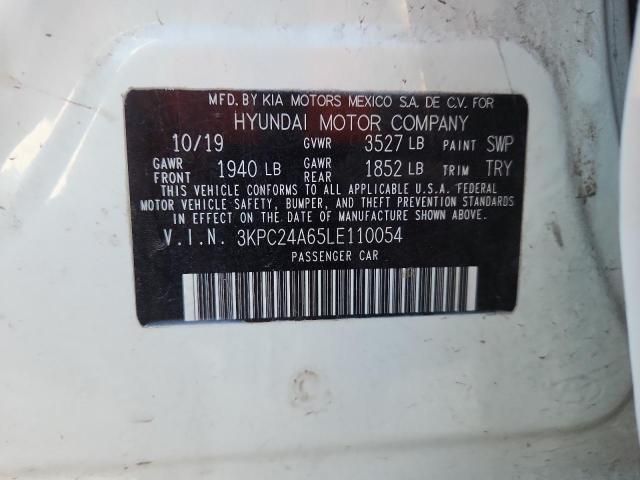 MFD. BY KIA MOTORS MEXICO S.A. DE C.V. FOR
HYUNDAI MOTOR COMPANY
10/19 GVWR 3527 LB PAINT SWP
GAWR FRONT 1940 LB GAWR REAR 1852 LB TRIM TRY
THIS VEHICLE CONFORMS TO ALL APPLICABLE U.S.A. FEDERAL
MOTOR VEHICLE SAFETY, BUMPER, AND THEFT PREVENTION STANDARDS
IN EFFECT ON THE DATE OF MANUFACTURE SHOWN ABOVE.
V.I.N. 3KPC24A65LE110054
PASSENGER CAR